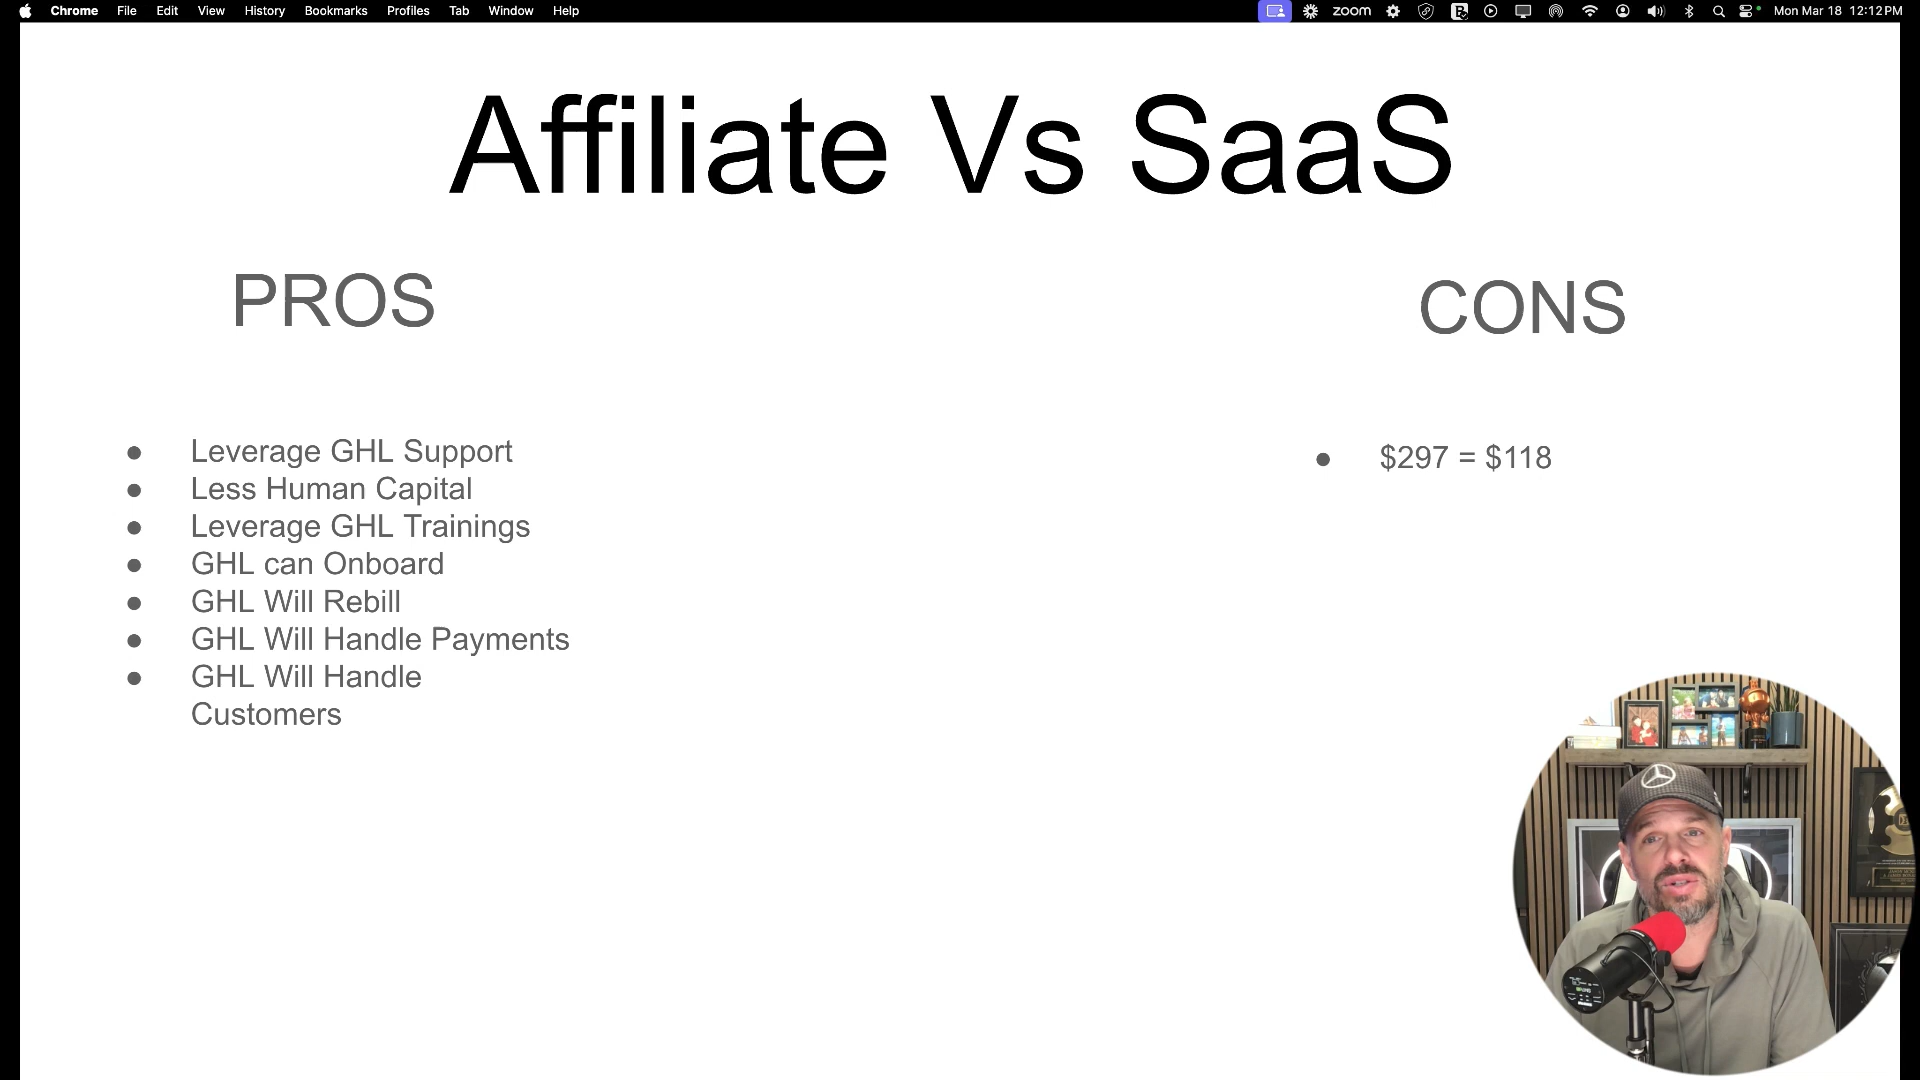 Chrome File Edit View History Bookmarks Profiles Tab Window Help zoom Mon Mar 18 12:12PM
Affiliate Vs SaaS
PROS
CONS
● Leverage GHL Support
● Less Human Capital
● Leverage GHL Trainings
● GHL can Onboard
● GHL Will Rebill
● GHL Will Handle Payments
● GHL Will Handle
Customers
● $297 = $118